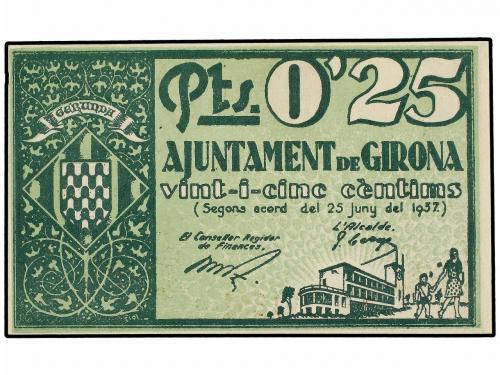 GERUNDA
Pts. 0'25
AJUNTAMENT DE GIRONA
vint-i-cinc cèntims
(Segons acord del 25 juny del 1937.)
El Conseller Regidor
de Finances,
L'Alcalde,